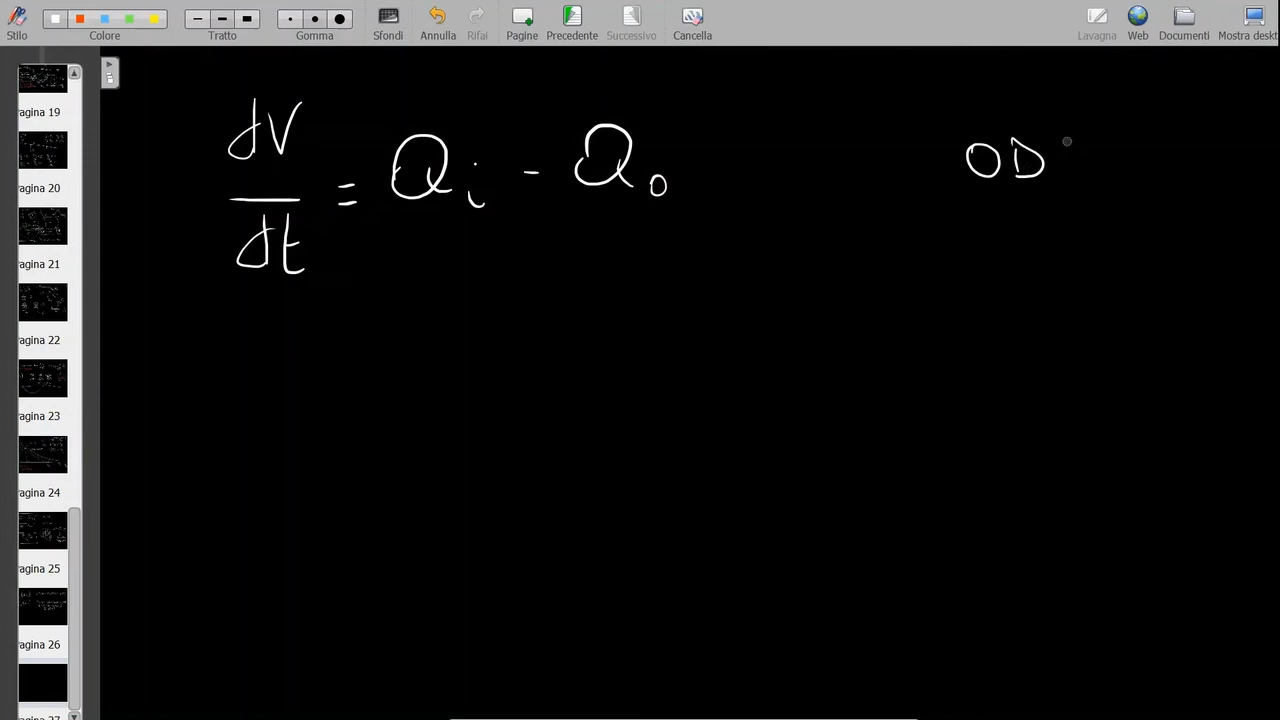 Stilo Colore Tratto Gomma Sfondi Annulla Rifai Pagine Precedente Successivo Cancella Lavagna Web Documenti Mostra deskt
agina 19
agina 20
agina 21
agina 22
agina 23
agina 24
agina 25
agina 26
dV/dt = Qi - Qo
OD